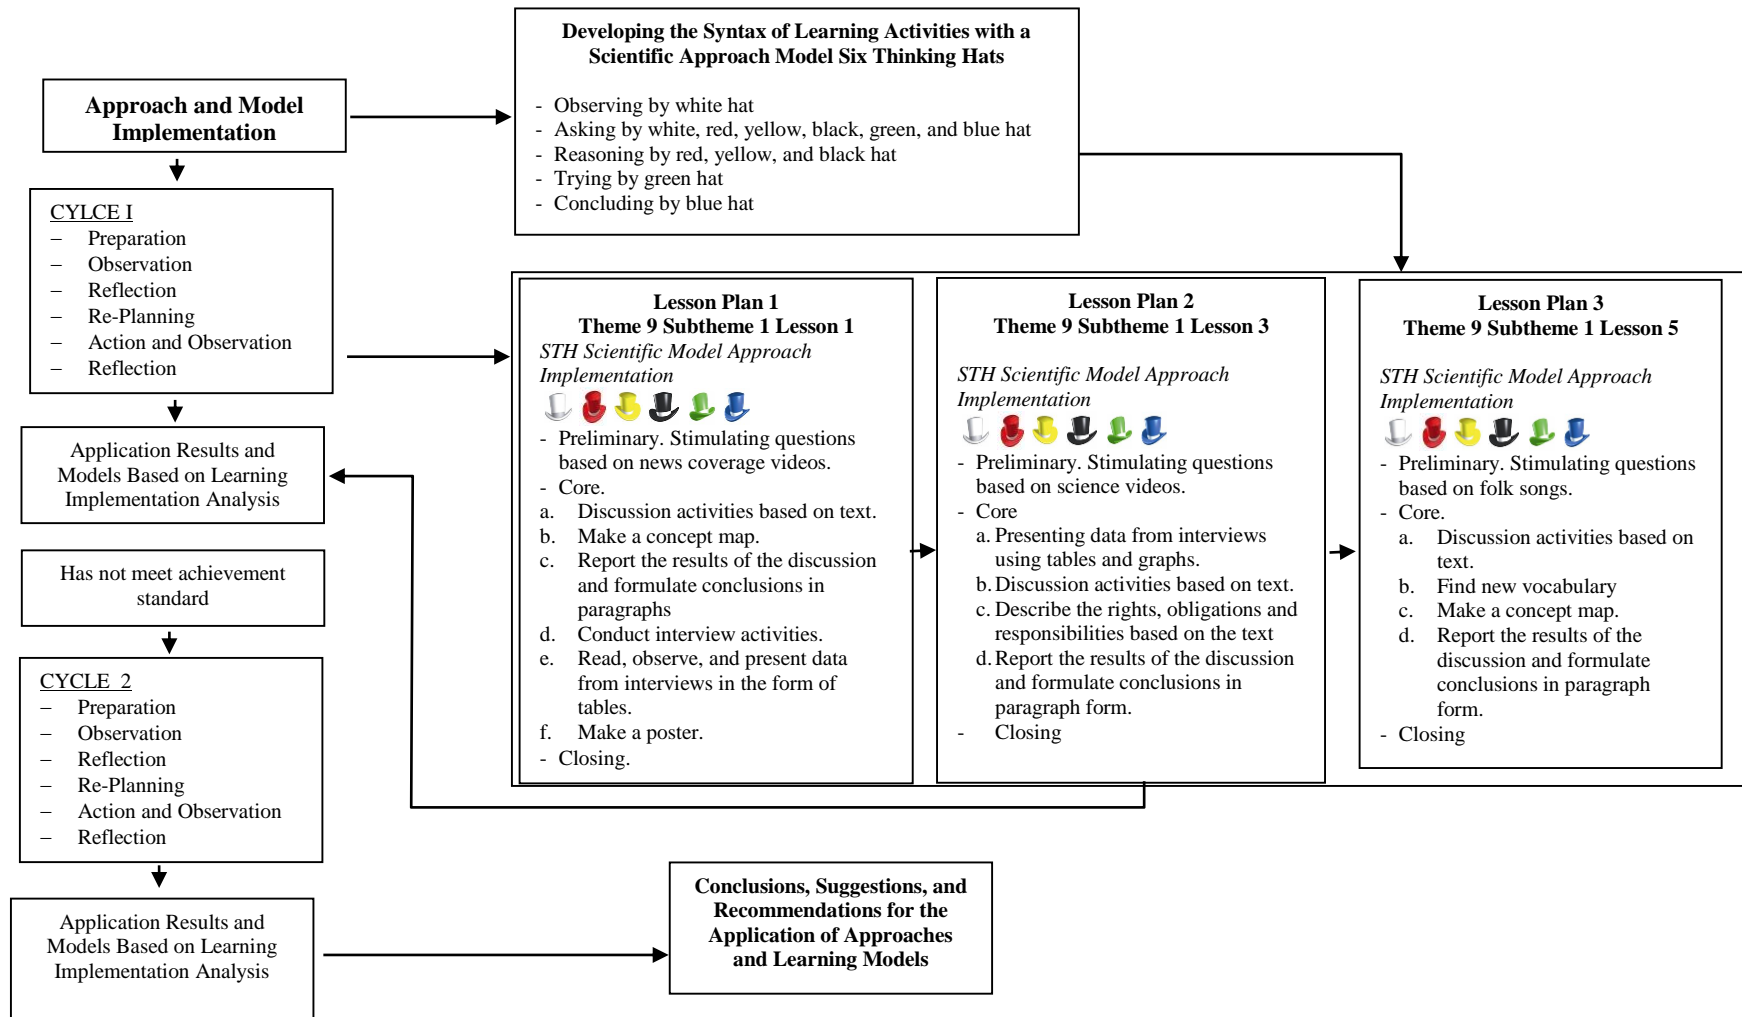 Developing the Syntax of Learning Activities with a
Scientific Approach Model Six Thinking Hats
- Observing by white hat
- Asking by white, red, yellow, black, green, and blue hat
- Reasoning by red, yellow, and black hat
- Trying by green hat
- Concluding by blue hat
Approach and Model
Implementation
CYLCE I
– Preparation
– Observation
– Reflection
– Re-Planning
– Action and Observation
– Reflection
Application Results and
Models Based on Learning
Implementation Analysis
Has not meet achievement
standard
CYCLE 2
– Preparation
– Observation
– Reflection
– Re-Planning
– Action and Observation
– Reflection
Application Results and
Models Based on Learning
Implementation Analysis
Lesson Plan 1
Theme 9 Subtheme 1 Lesson 1
STH Scientific Model Approach
Implementation
- Preliminary. Stimulating questions
based on news coverage videos.
- Core.
a. Discussion activities based on text.
b. Make a concept map.
c. Report the results of the discussion
and formulate conclusions in
paragraphs
d. Conduct interview activities.
e. Read, observe, and present data
from interviews in the form of
tables.
f. Make a poster.
- Closing.
Lesson Plan 2
Theme 9 Subtheme 1 Lesson 3
STH Scientific Model Approach
Implementation
- Preliminary. Stimulating questions
based on science videos.
- Core
a. Presenting data from interviews
using tables and graphs.
b. Discussion activities based on text.
c. Describe the rights, obligations and
responsibilities based on the text
d. Report the results of the discussion
and formulate conclusions in
paragraph form.
- Closing
Lesson Plan 3
Theme 9 Subtheme 1 Lesson 5
STH Scientific Model Approach
Implementation
- Preliminary. Stimulating questions
based on folk songs.
- Core.
a. Discussion activities based on
text.
b. Find new vocabulary
c. Make a concept map.
d. Report the results of the
discussion and formulate
conclusions in paragraph
form.
- Closing
Conclusions, Suggestions, and
Recommendations for the
Application of Approaches
and Learning Models